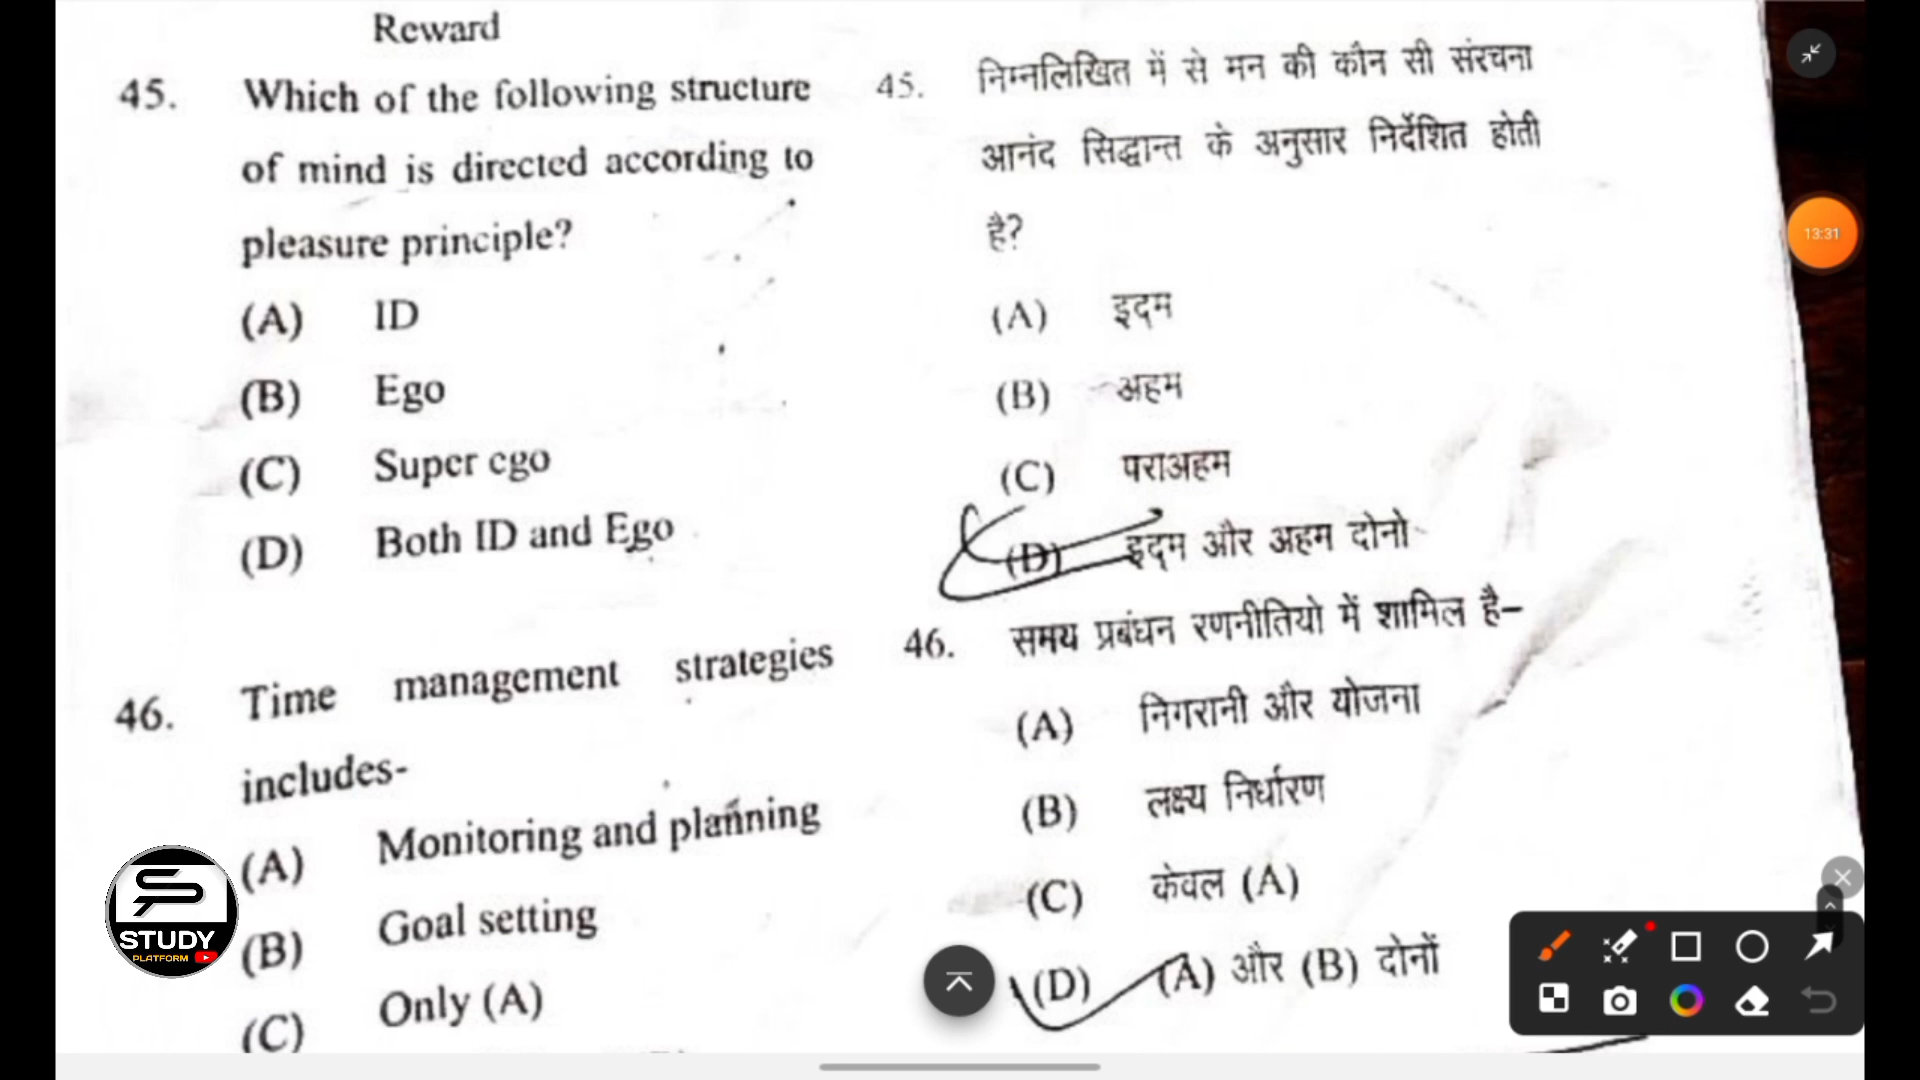 Reward
45. Which of the following structure
of mind is directed according to
pleasure principle?
(A) ID
(B) Ego
(C) Super ego
(D) Both ID and Ego
46. Time management strategies
includes-
(A) Monitoring and planning
(B) Goal setting
(C) Only (A)
45. निम्नलिखित में से मन की कौन सी संरचना
आनंद सिद्धान्त के अनुसार निर्देशित होती
है?
(A) इद्म
(B) अहम
(C) पराअहम
(D) इद्म और अहम दोनो
46. समय प्रबंधन रणनीतियो में शामिल है–
(A) निगरानी और योजना
(B) लक्ष्य निर्धारण
(C) केवल (A)
(D) (A) और (B) दोनों
13:31
STUDY
PLATFORM